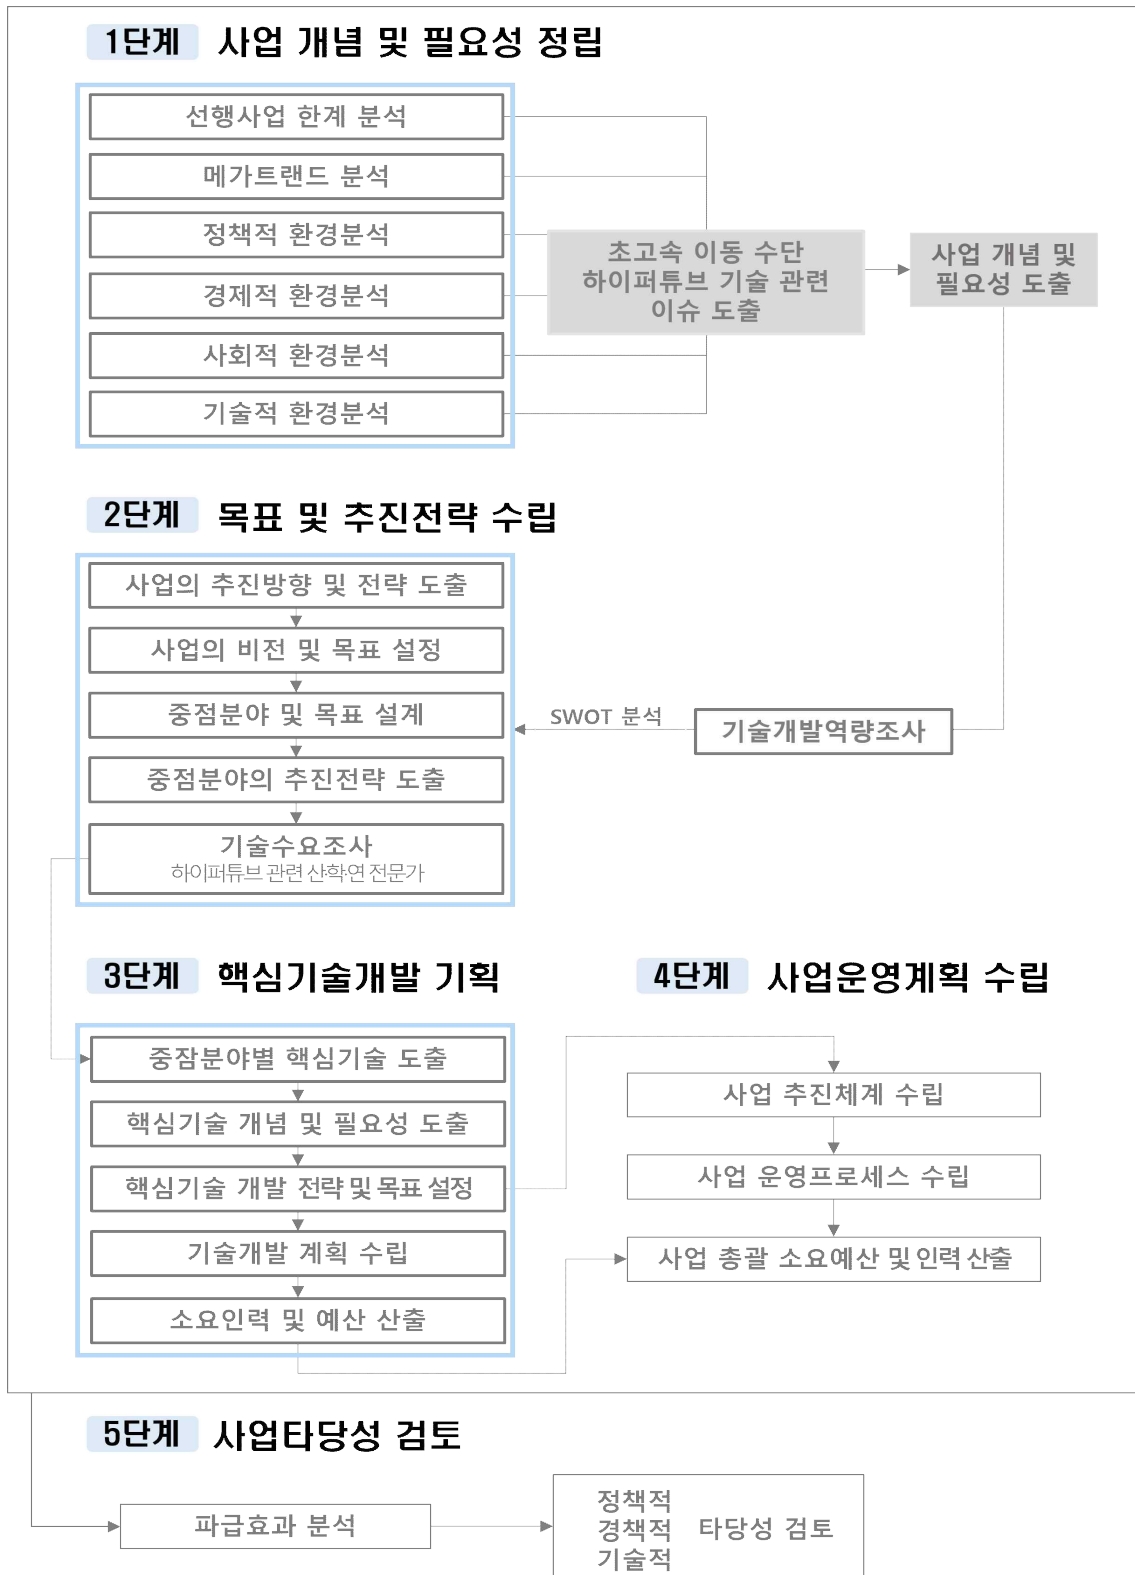 1단계 사업 개념 및 필요성 정립
선행사업 한계 분석
메가트랜드 분석
정책적 환경분석
경제적 환경분석
사회적 환경분석
기술적 환경분석
초고속 이동 수단
하이퍼튜브 기술 관련
이슈 도출
사업 개념 및
필요성 도출
2단계 목표 및 추진전략 수립
사업의 추진방향 및 전략 도출
사업의 비전 및 목표 설정
중점분야 및 목표 설계
중점분야의 추진전략 도출
기술수요조사
하이퍼튜브 관련 산·학·연 전문가
SWOT 분석
기술개발역량조사
3단계 핵심기술개발 기획
중잠분야별 핵심기술 도출
핵심기술 개념 및 필요성 도출
핵심기술 개발 전략 및 목표 설정
기술개발 계획 수립
소요인력 및 예산 산출
4단계 사업운영계획 수립
사업 추진체계 수립
사업 운영프로세스 수립
사업 총괄 소요예산 및 인력 산출
5단계 사업타당성 검토
파급효과 분석
정책적
경책적 타당성 검토
기술적